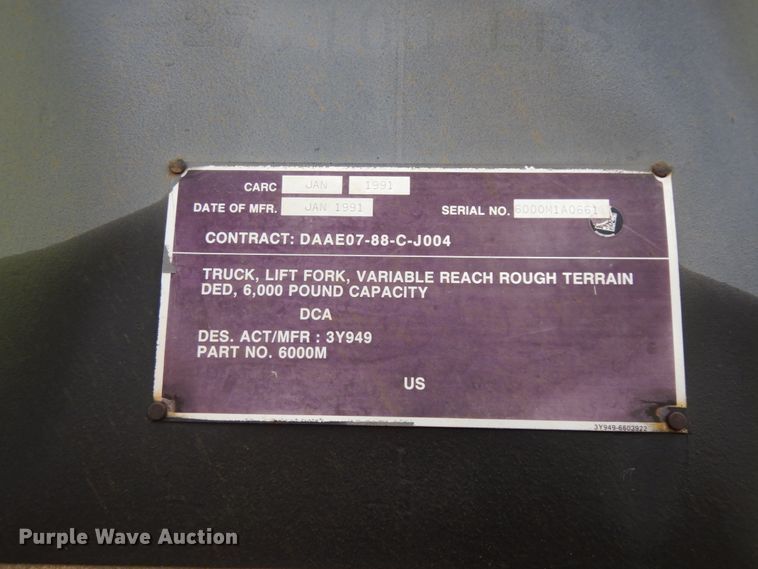 CARC JAN 1991
DATE OF MFR. JAN 1991 SERIAL NO. 6000M1A0661
CONTRACT: DAAE07-88-C-J004
TRUCK, LIFT FORK, VARIABLE REACH ROUGH TERRAIN
DED, 6,000 POUND CAPACITY
DCA
DES. ACT/MFR : 3Y949
PART NO. 6000M
US
3Y949-6603922
Purple Wave Auction